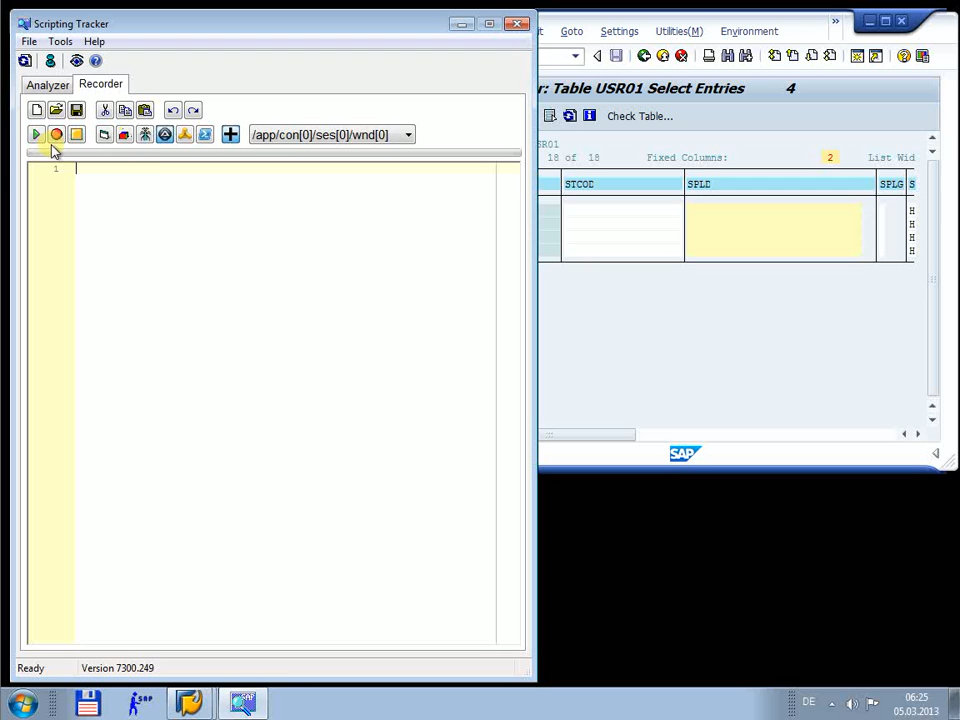 Scripting Tracker
File Tools Help
Analyzer Recorder
/app/con[0]/ses[0]/wnd[0]
1
Ready Version 7300.249
Goto Settings Utilities(M) Environment »
: Table USR01 Select Entries 4
Check Table...
18 of 18 Fixed Columns: 2 List Wid
STCOD SPLD SPLG S
H
H
H
H
SAP
SAP
DE 06:25
05.03.2013